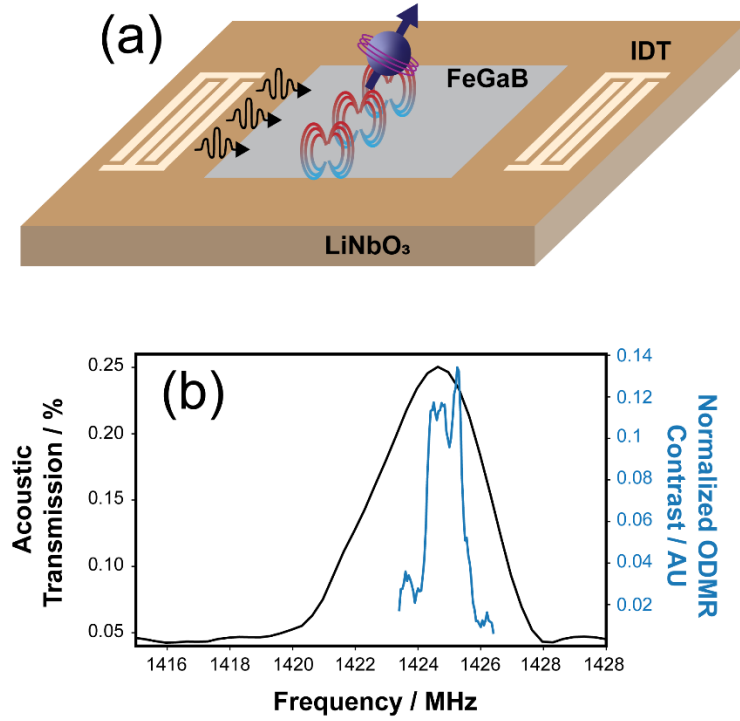 (a)
IDT
FeGaB
LiNbO₃
(b)
Acoustic
Transmission / %
0.25
0.20
0.15
0.10
0.05
0.14
0.12
0.1
0.08
0.06
0.04
0.02
Normalized ODMR
Contrast / AU
1416 1418 1420 1422 1424 1426 1428 1428
Frequency / MHz